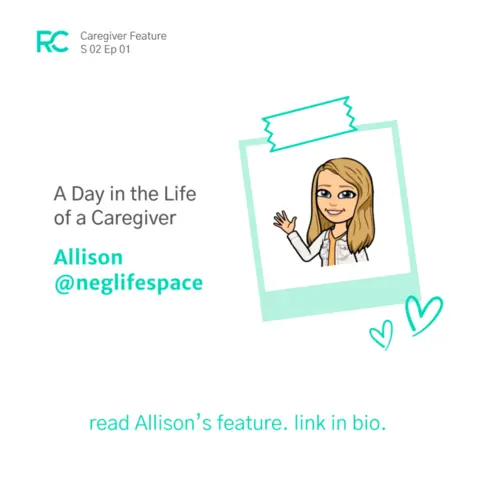 RC
Caregiver Feature
S 02 Ep 01
A Day in the Life
of a Caregiver
Allison
@neglifespace
read Allison's feature. link in bio.